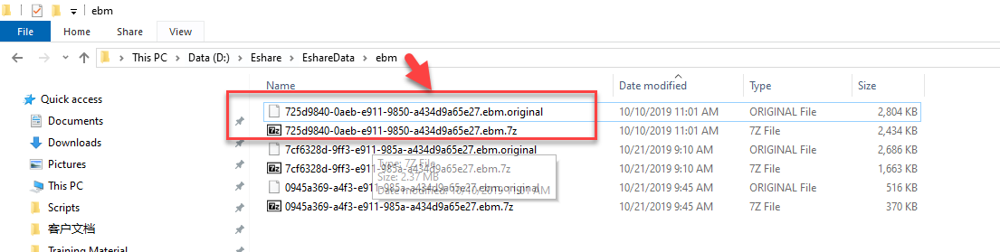 ebm
File Home Share View
This PC Data (D:) Eshare EshareData ebm
Name Date modified Type Size
Quick access
Documents
Downloads
Pictures
This PC
Scripts
客户文档
Training Material
725d9840-0aeb-e911-9850-a434d9a65e27.ebm.original 10/10/2019 11:01 AM ORIGINAL File 2,804 KB
725d9840-0aeb-e911-9850-a434d9a65e27.ebm.7z 10/10/2019 11:01 AM 7Z File 2,434 KB
7cf6328d-9ff3-e911-985a-a434d9a65e27.ebm.original 10/21/2019 9:10 AM ORIGINAL File 2,686 KB
7cf6328d-9ff3-e911-985a-a434d9a65e27.ebm.7z 10/21/2019 9:10 AM 7Z File 1,663 KB
0945a369-a4f3-e911-985a-a434d9a65e27.ebm.original 10/21/2019 9:45 AM ORIGINAL File 516 KB
0945a369-a4f3-e911-985a-a434d9a65e27.ebm.7z 10/21/2019 9:45 AM 7Z File 370 KB
Type: 7Z File
Size: 2.37 MB
Date modified: 10/10/2019 11:01 AM